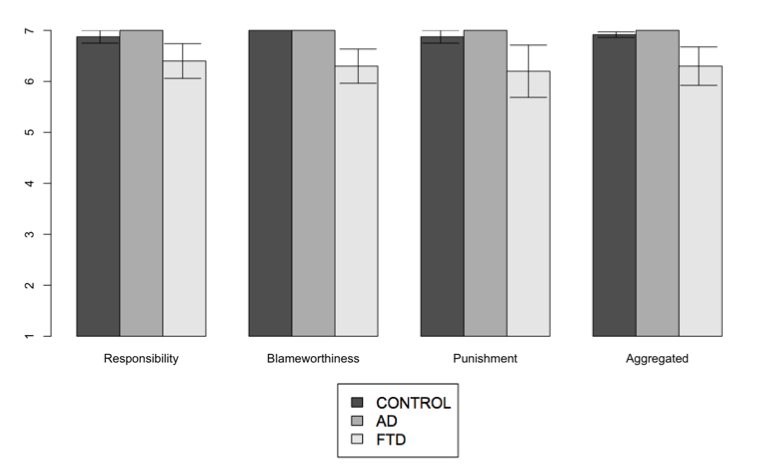 7
6
5
4
3
2
1
Responsibility Blameworthiness Punishment Aggregated
CONTROL
AD
FTD